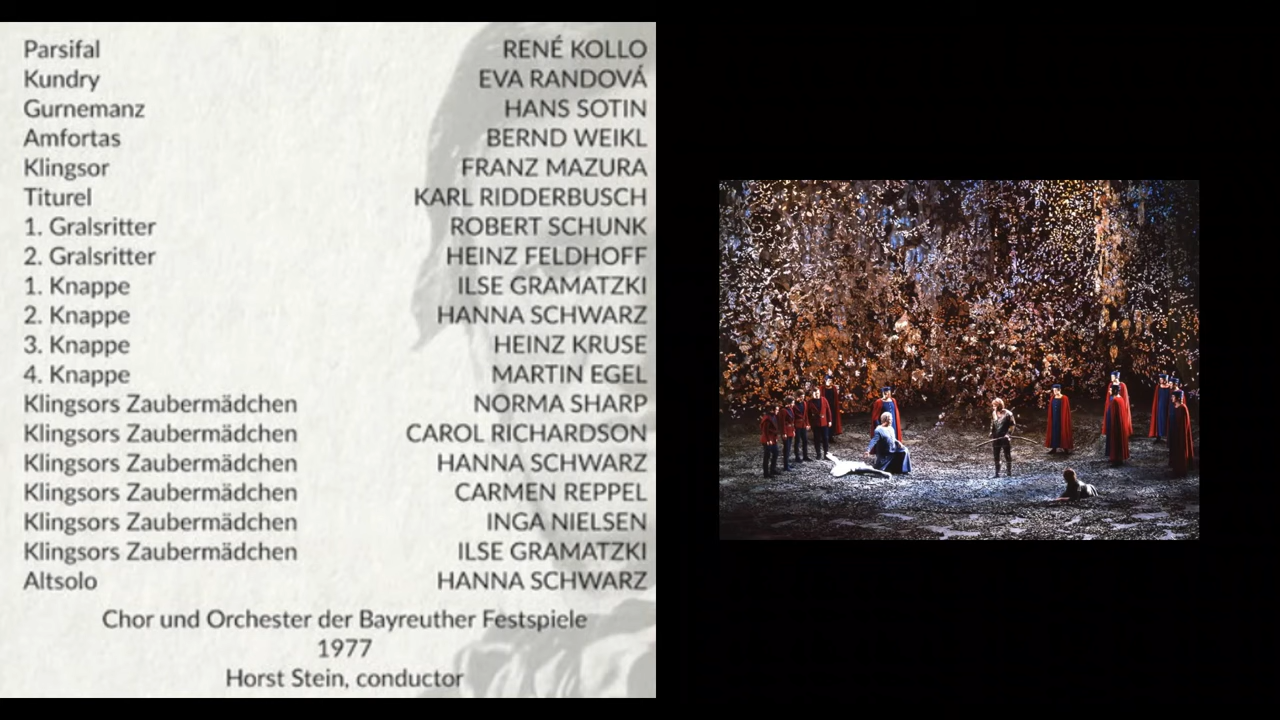 Parsifal RENÉ KOLLO
Kundry EVA RANDOVÁ
Gurnemanz HANS SOTIN
Amfortas BERND WEIKL
Klingsor FRANZ MAZURA
Titurel KARL RIDDERBUSCH
1. Gralsritter ROBERT SCHUNK
2. Gralsritter HEINZ FELDHOFF
1. Knappe ILSE GRAMATZKI
2. Knappe HANNA SCHWARZ
3. Knappe HEINZ KRUSE
4. Knappe MARTIN EGEL
Klingsors Zaubermädchen NORMA SHARP
Klingsors Zaubermädchen CAROL RICHARDSON
Klingsors Zaubermädchen HANNA SCHWARZ
Klingsors Zaubermädchen CARMEN REPPEL
Klingsors Zaubermädchen INGA NIELSEN
Klingsors Zaubermädchen ILSE GRAMATZKI
Altsolo HANNA SCHWARZ
Chor und Orchester der Bayreuther Festspiele
1977
Horst Stein, conductor